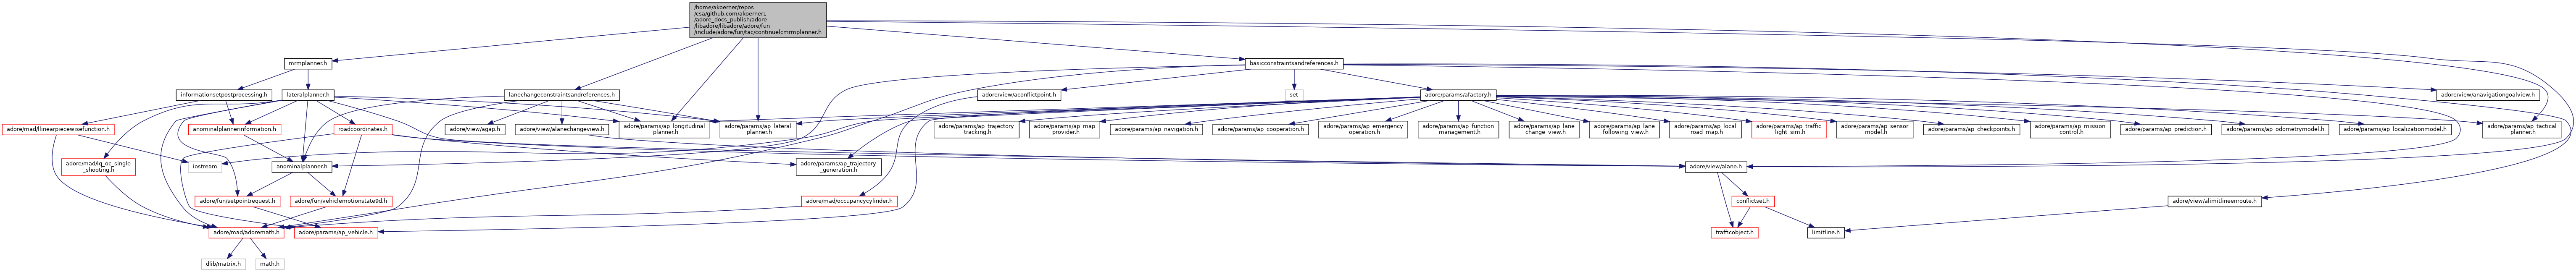 /home/akoerner/repos
/csa/github.com/akoerner1
/adore_docs_publish/adore
/libadore/libadore/adore/fun
/include/adore/fun/tac/continuelcmrmplanner.h
mrmplanner.h
basicconstraintsandreferences.h
informationsetpostprocessing.h
lateralplanner.h
lanechangeconstraintsandreferences.h
adore/view/aconflictpoint.h
set
adore/params/afactory.h
adore/view/anavigationgoalview.h
adore/mad/llinearpiecewisefunction.h
anominalplannerinformation.h
roadcoordinates.h
adore/view/agap.h
adore/view/alanechangeview.h
adore/params/ap_longitudinal
_planner.h
adore/params/ap_lateral
_planner.h
adore/params/ap_trajectory
_tracking.h
adore/params/ap_map
_provider.h
adore/params/ap_navigation.h
adore/params/ap_cooperation.h
adore/params/ap_emergency
_operation.h
adore/params/ap_function
_management.h
adore/params/ap_lane
_change_view.h
adore/params/ap_lane
_following_view.h
adore/params/ap_local
_road_map.h
adore/params/ap_traffic
_light_sim.h
adore/params/ap_sensor
_model.h
adore/params/ap_checkpoints.h
adore/params/ap_mission
_control.h
adore/params/ap_prediction.h
adore/params/ap_odometrymodel.h
adore/params/ap_localizationmodel.h
adore/params/ap_tactical
_planner.h
adore/mad/lq_oc_single
_shooting.h
iostream
anominalplanner.h
adore/params/ap_trajectory
_generation.h
adore/view/alane.h
adore/fun/setpointrequest.h
adore/fun/vehiclemotionstate9d.h
adore/mad/occupancycylinder.h
conflictset.h
adore/view/alimitlineenroute.h
adore/mad/adoremath.h
adore/params/ap_vehicle.h
trafficobject.h
limitline.h
dlib/matrix.h
math.h